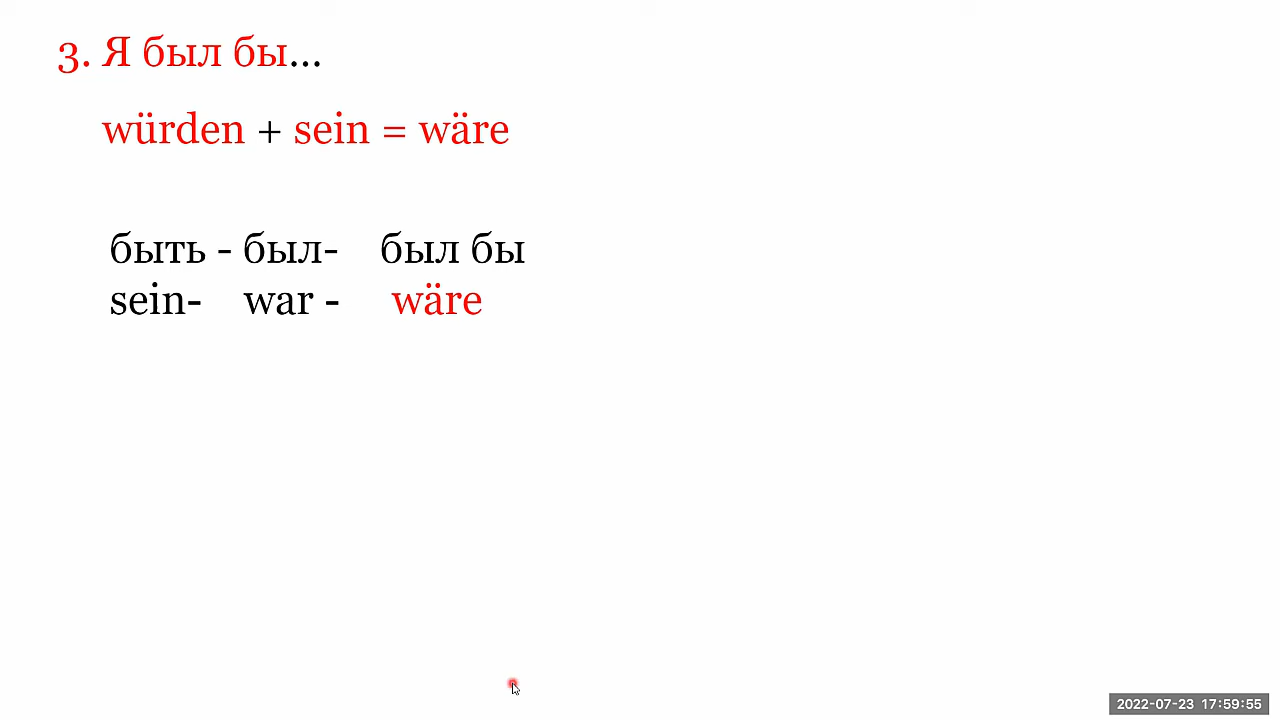 3. Я был бы...
würden + sein = wäre
быть - был- был бы
sein- war - wäre
2022-07-23 17:59:55